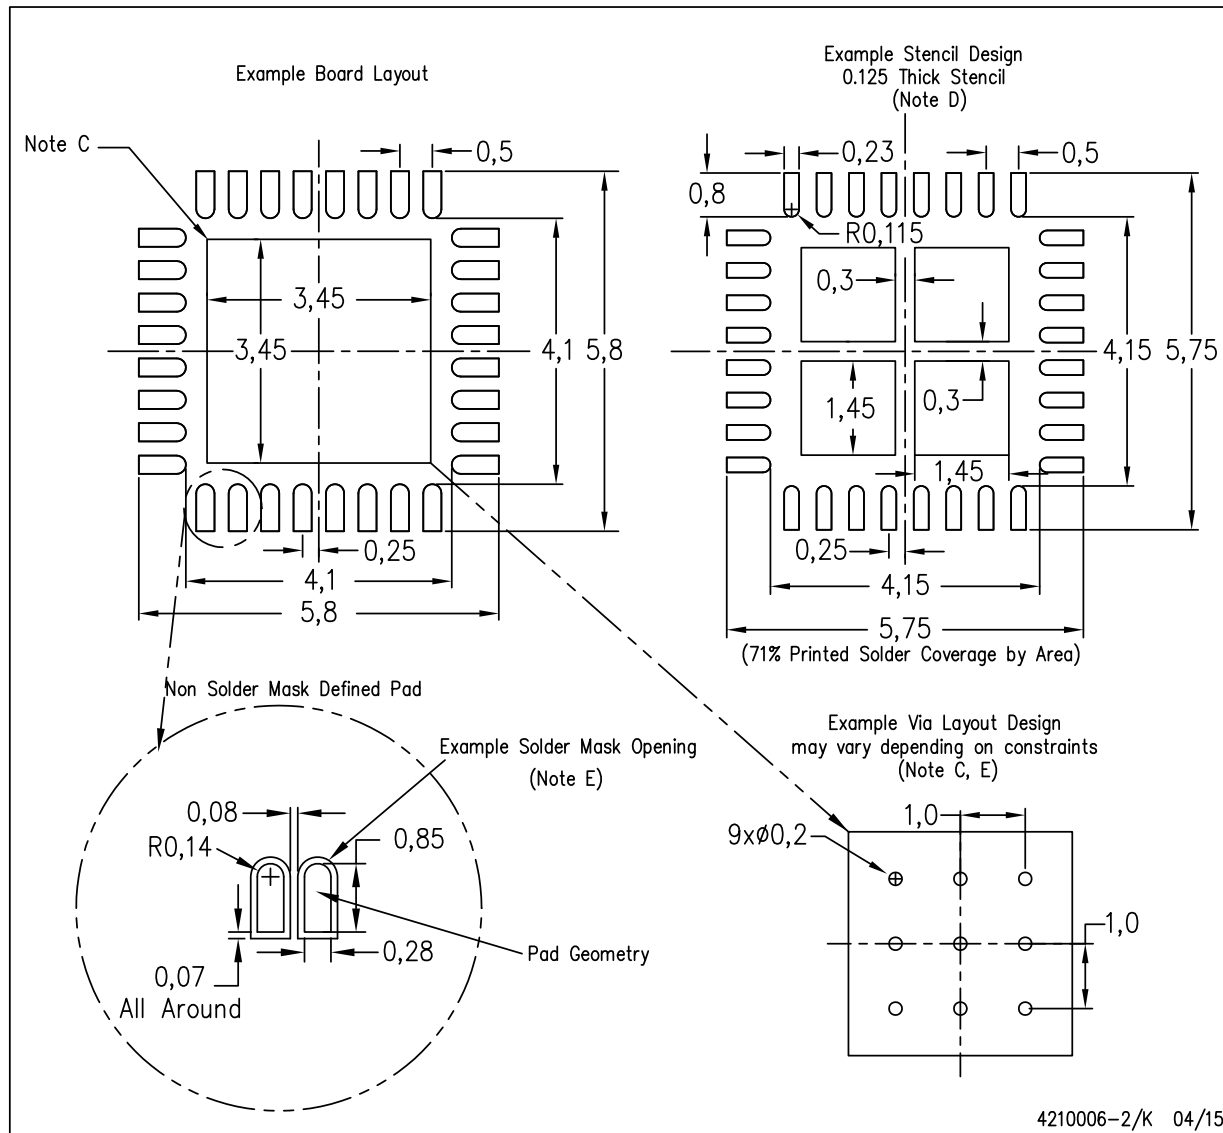 Example Board Layout
Note C
0,5
3,45
3,45
4,1
5,8
0,25
4,1
5,8
Example Stencil Design
0.125 Thick Stencil
(Note D)
0,23
0,5
0,8
R0,115
0,3
4,15
5,75
1,45
0,3
1,45
0,25
4,15
5,75
(71% Printed Solder Coverage by Area)
Non Solder Mask Defined Pad
Example Solder Mask Opening
(Note E)
0,08
R0,14
0,85
0,28
Pad Geometry
0,07
All Around
Example Via Layout Design
may vary depending on constraints
(Note C, E)
1,0
9xø0,2
1,0
4210006-2/K 04/15